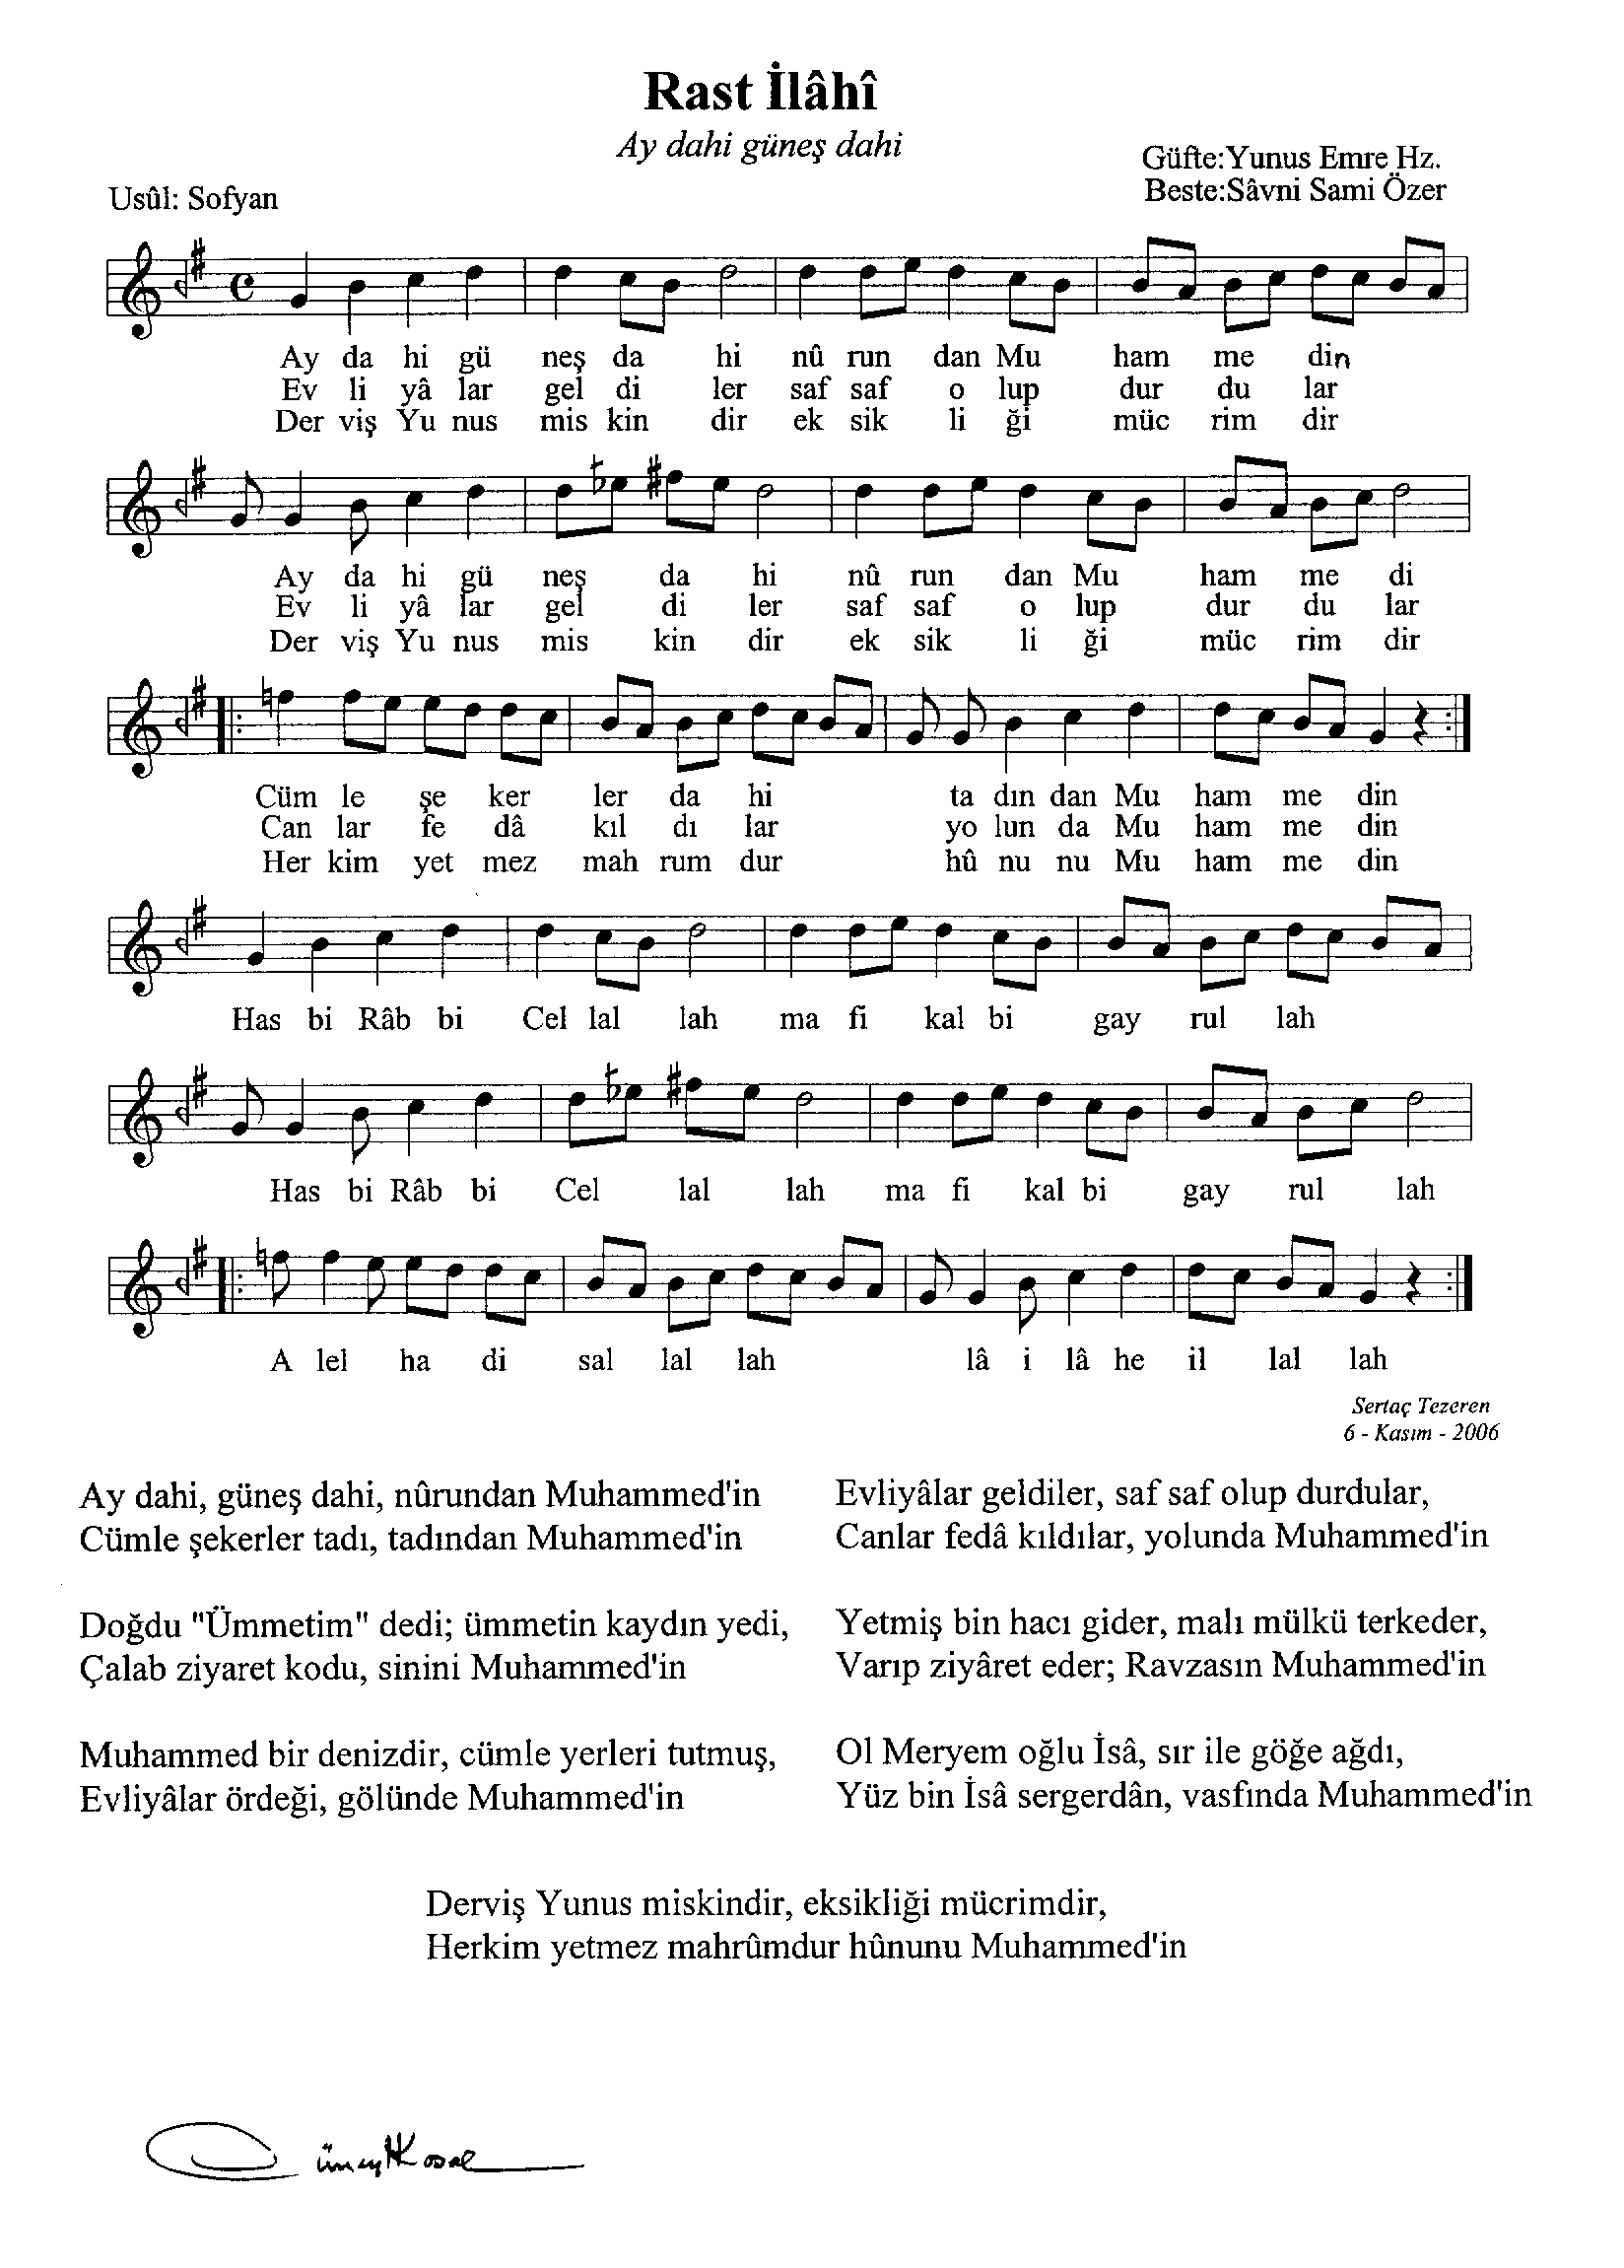 Rast İlâhî
Ay dahi güneş dahi
Güfte:Yunus Emre Hz.
Usûl: Sofyan
Beste:Sâvni Sami Özer
Ay da hi gü neş da hi nû run dan Mu ham me din
Ev li yâ lar gel di ler saf saf o lup dur du lar
Der viş Yu nus mis kin dir ek sik li ği müc rim dir
Ay da hi gü neş da hi nû run dan Mu ham me di
Ev li yâ lar gel di ler saf saf o lup dur du lar
Der viş Yu nus mis kin dir ek sik li ği müc rim dir
Cüm le şe ker ler da hi ta dın dan Mu ham me din
Can lar fe dâ kıl dı lar yo lun da Mu ham me din
Her kim yet mez mah rum dur hû nu nu Mu ham me din
Has bi Râb bi Cel lal lah ma fi kal bi gay rul lah
Has bi Râb bi Cel lal lah ma fi kal bi gay rul lah
A lel ha di sal lal lah lâ i lâ he il lal lah
Sertaç Tezeren
6 - Kasım - 2006
Ay dahi, güneş dahi, nûrundan Muhammed'in
Cümle şekerler tadı, tadından Muhammed'in
Evliyâlar geldiler, saf saf olup durdular,
Canlar fedâ kıldılar, yolunda Muhammed'in
Doğdu "Ümmetim" dedi; ümmetin kaydın yedi,
Çalab ziyaret kodu, sinini Muhammed'in
Yetmiş bin hacı gider, malı mülkü terkeder,
Varıp ziyâret eder; Ravzasın Muhammed'in
Muhammed bir denizdir, cümle yerleri tutmuş,
Evliyâlar ördeği, gölünde Muhammed'in
Ol Meryem oğlu İsâ, sır ile göğe ağdı,
Yüz bin İsâ sergerdân, vasfında Muhammed'in
Derviş Yunus miskindir, eksikliği mücrimdir,
Herkim yetmez mahrûmdur hûnunu Muhammed'in